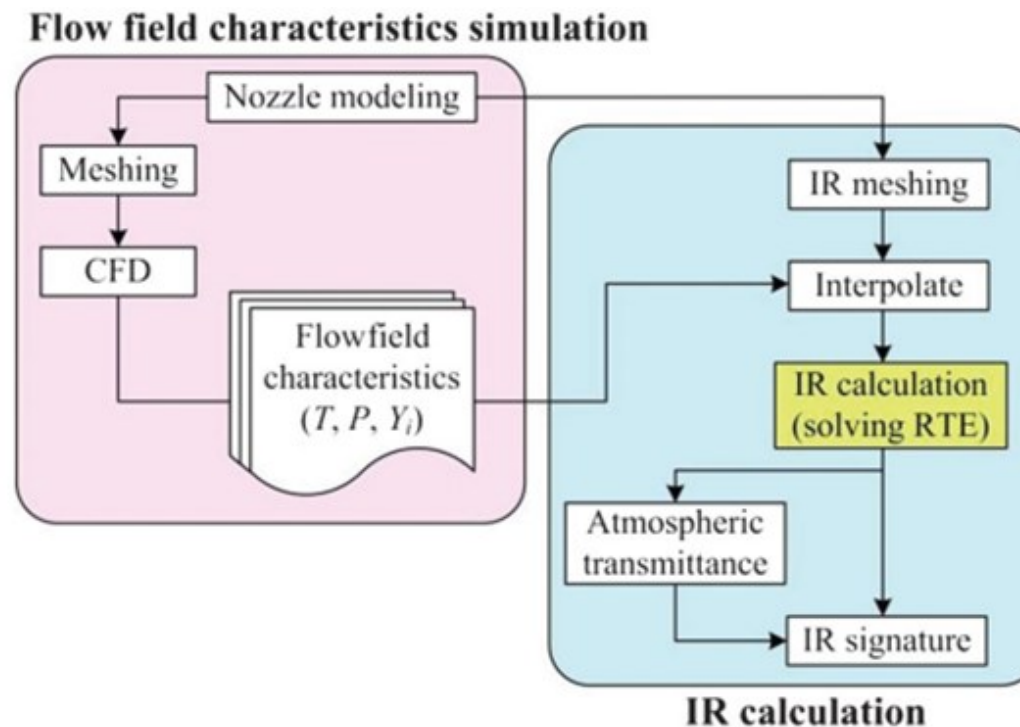 Flow field characteristics simulation
Nozzle modeling
Meshing
CFD
Flowfield
characteristics
(T, P, Yi)
IR meshing
Interpolate
IR calculation
(solving RTE)
Atmospheric
transmittance
IR signature
IR calculation